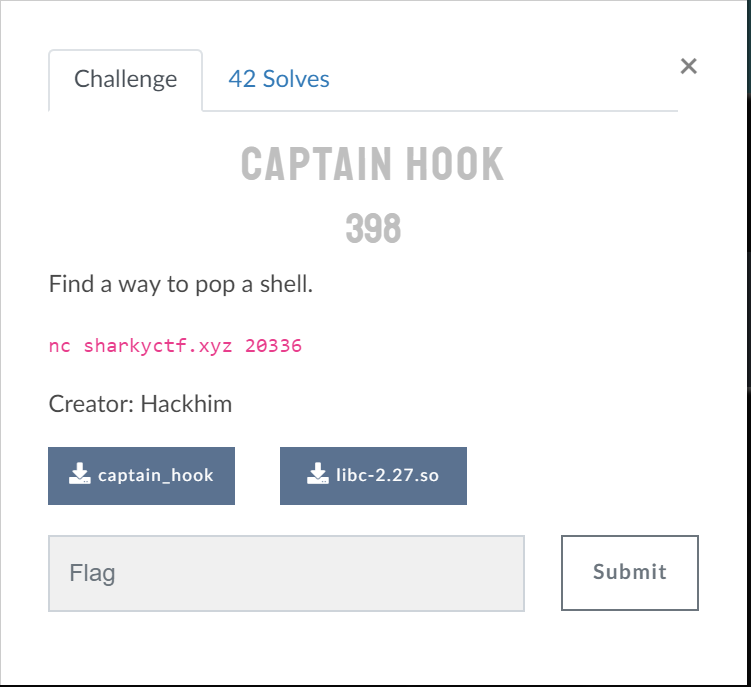 Challenge 42 Solves ×
CAPTAIN HOOK
398
Find a way to pop a shell.
nc sharkyctf.xyz 20336
Creator: Hackhim
captain_hook libc-2.27.so
Flag Submit